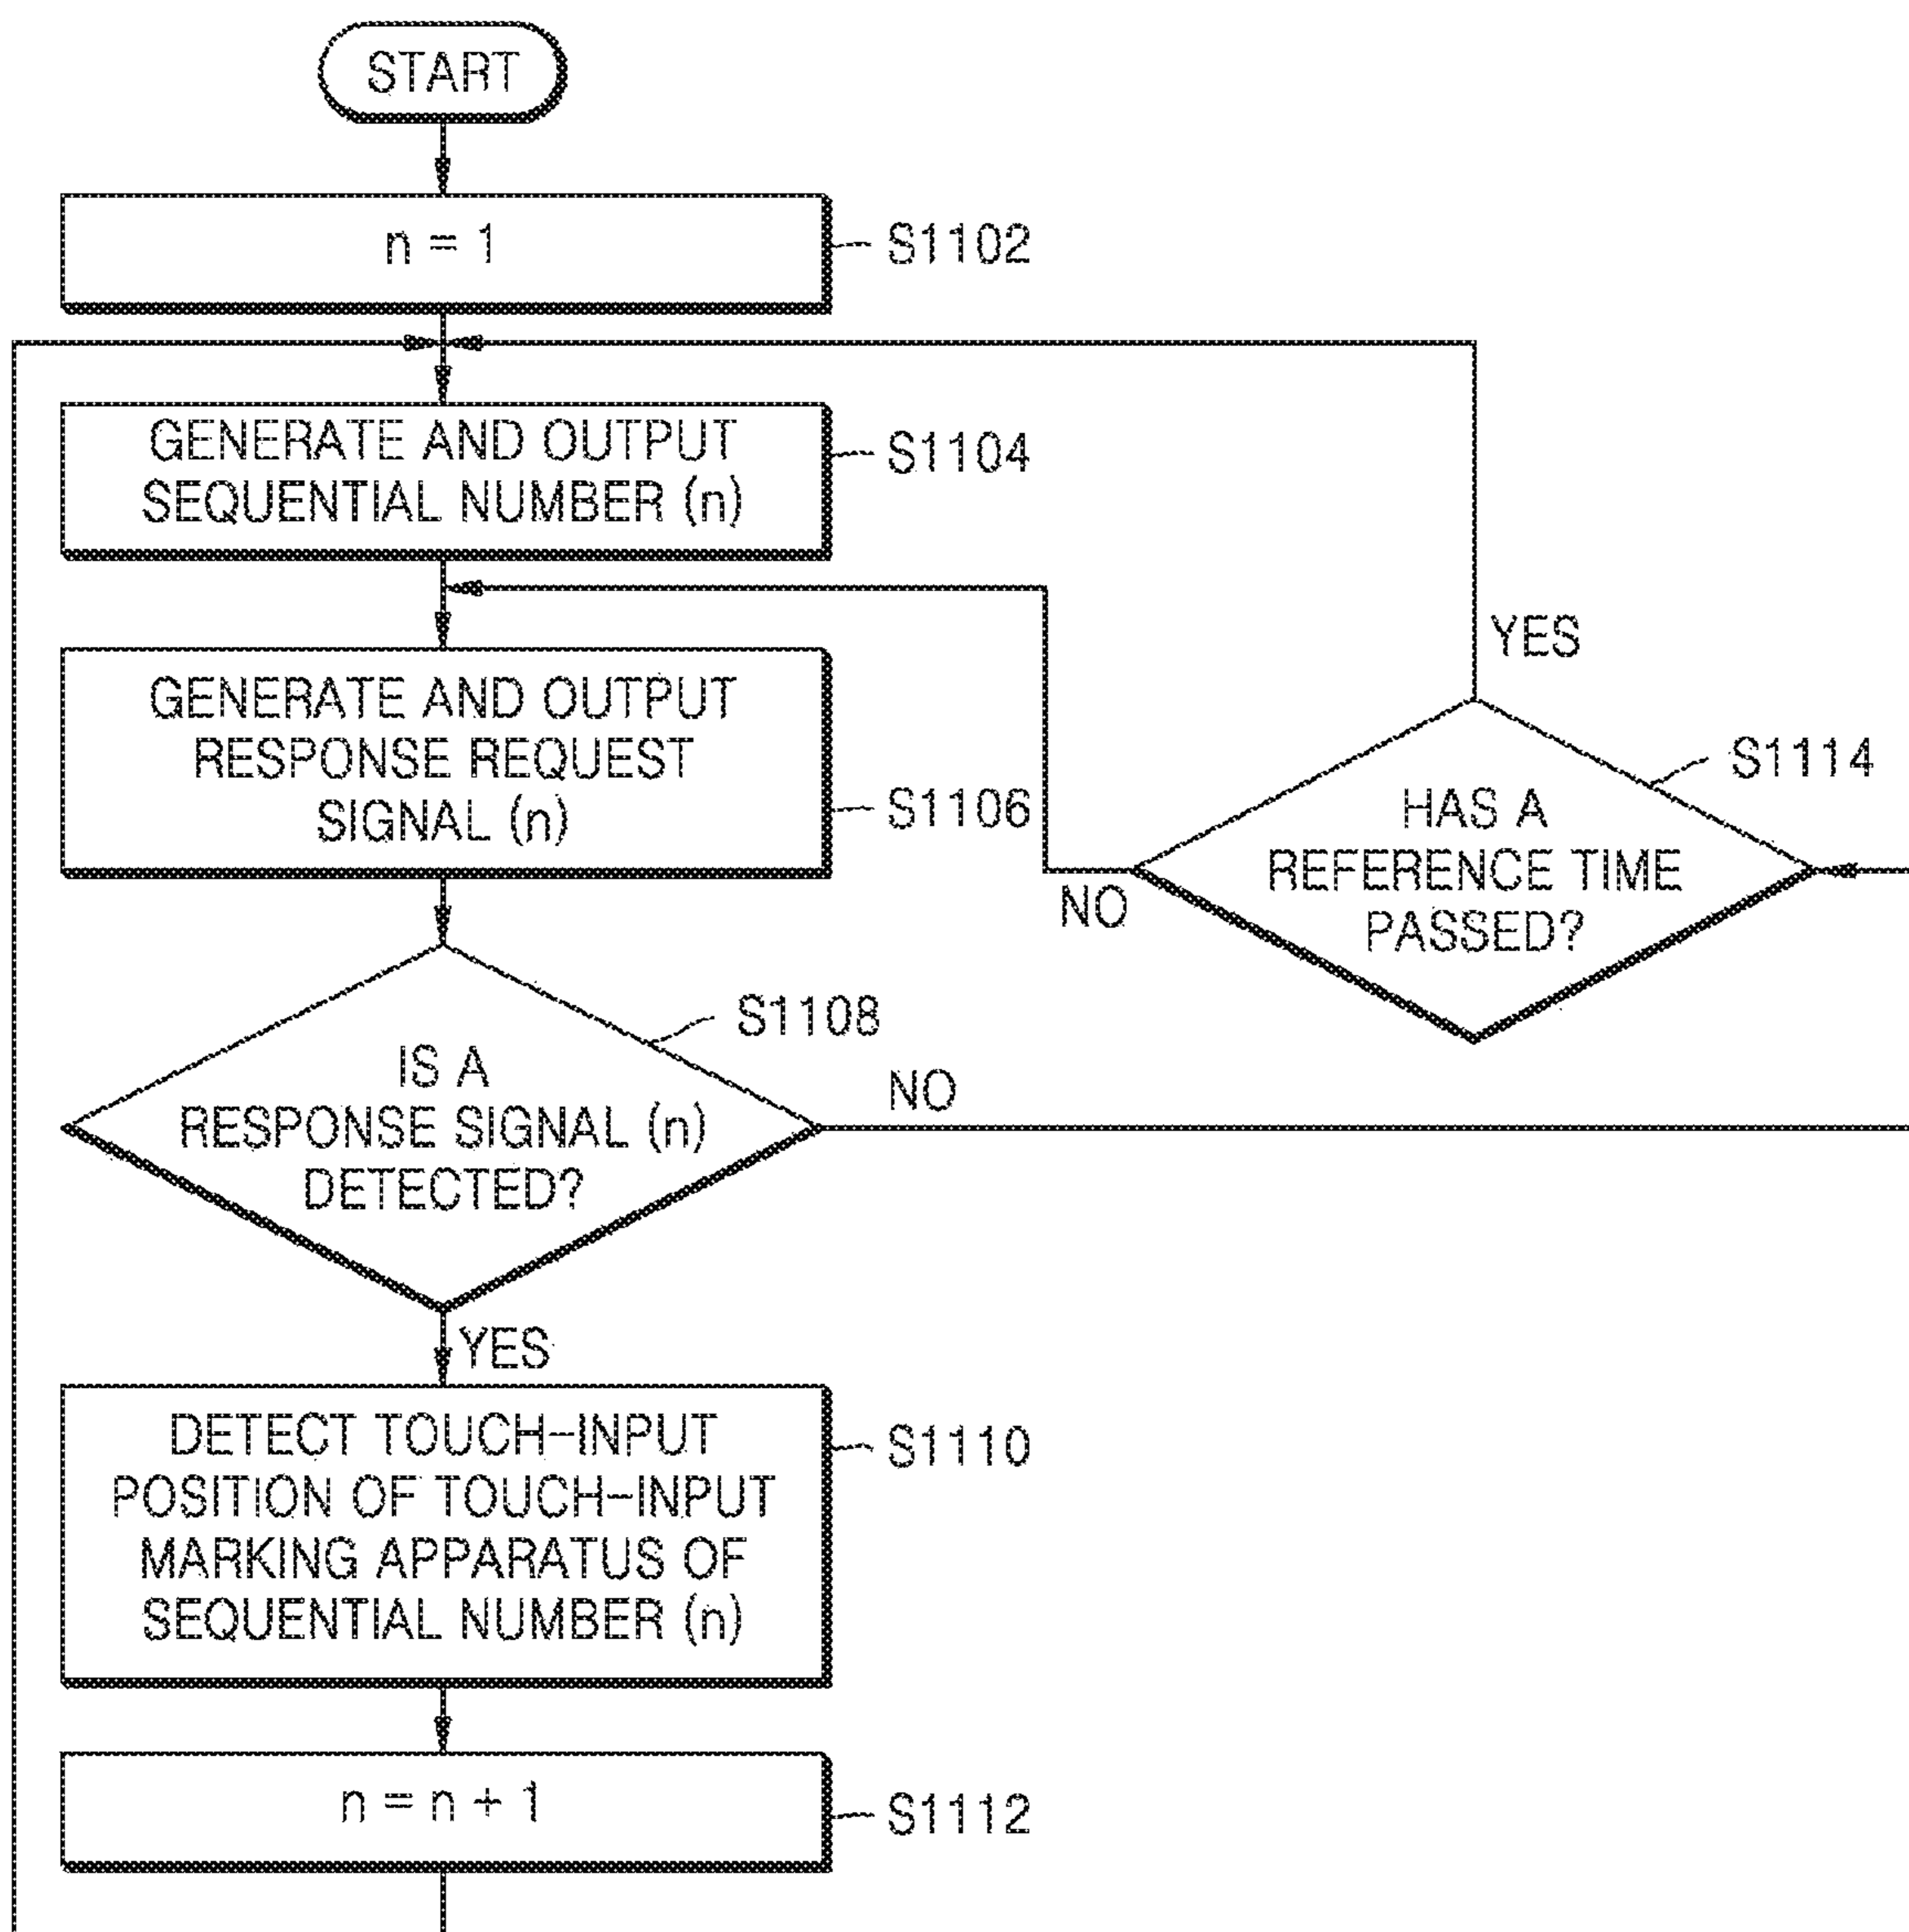 START
n = 1
S1102
GENERATE AND OUTPUT
SEQUENTIAL NUMBER (n)
S1104
GENERATE AND OUTPUT
RESPONSE REQUEST
SIGNAL (n)
S1106
YES
S1114
HAS A
REFERENCE TIME
PASSED?
NO
S1108
IS A
RESPONSE SIGNAL (n)
DETECTED?
NO
YES
DETECT TOUCH-INPUT
POSITION OF TOUCH-INPUT
MARKING APPARATUS OF
SEQUENTIAL NUMBER (n)
S1110
n = n + 1
S1112